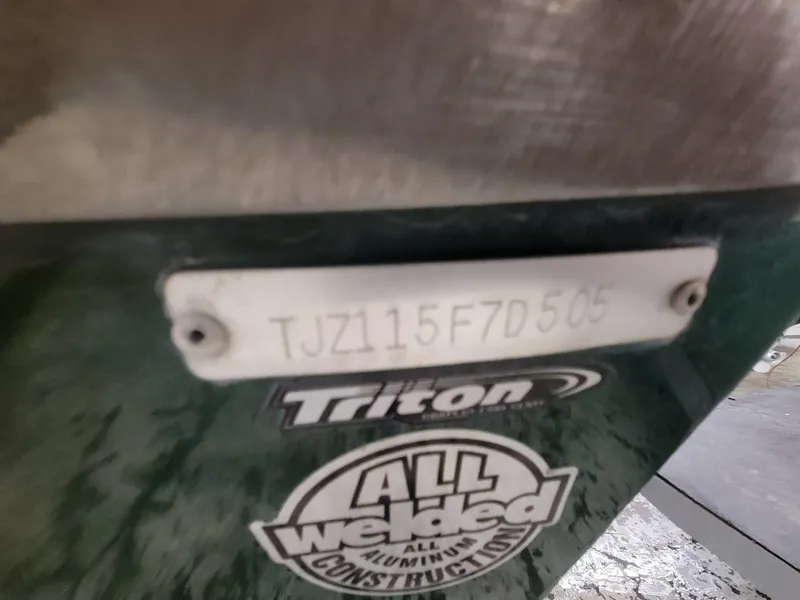 TJZ115F7D505
Triton
ALL
welded
ALL
ALUMINUM
CONSTRUCTION